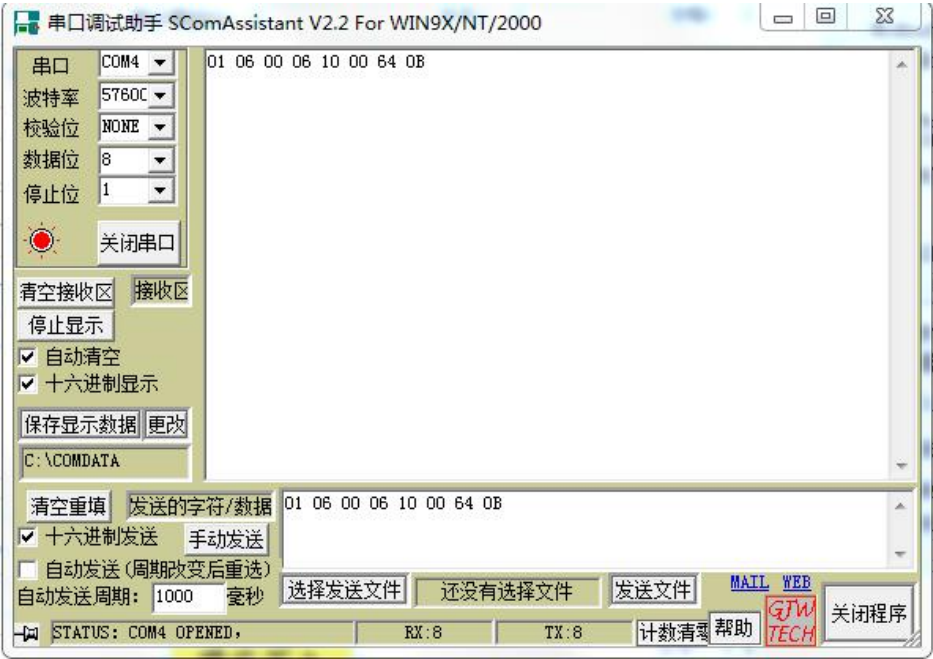 串口调试助手 SComAssistant V2.2 For WIN9X/NT/2000
串口 COM4
01 06 00 06 10 00 64 0B
波特率 57600
校验位 NONE
数据位 8
停止位 1
关闭串口
清空接收区 接收区
停止显示
自动清空
十六进制显示
保存显示数据 更改
C:\COMDATA
清空重填 发送的字符/数据 01 06 00 06 10 00 64 0B
十六进制发送 手动发送
自动发送(周期改变后重选)
自动发送周期: 1000 毫秒 选择发送文件 还没有选择文件 发送文件 MAIL WEB
GJW TECH
关闭程序
STATUS: COM4 OPENED, RX:8 TX:8 计数清零 帮助